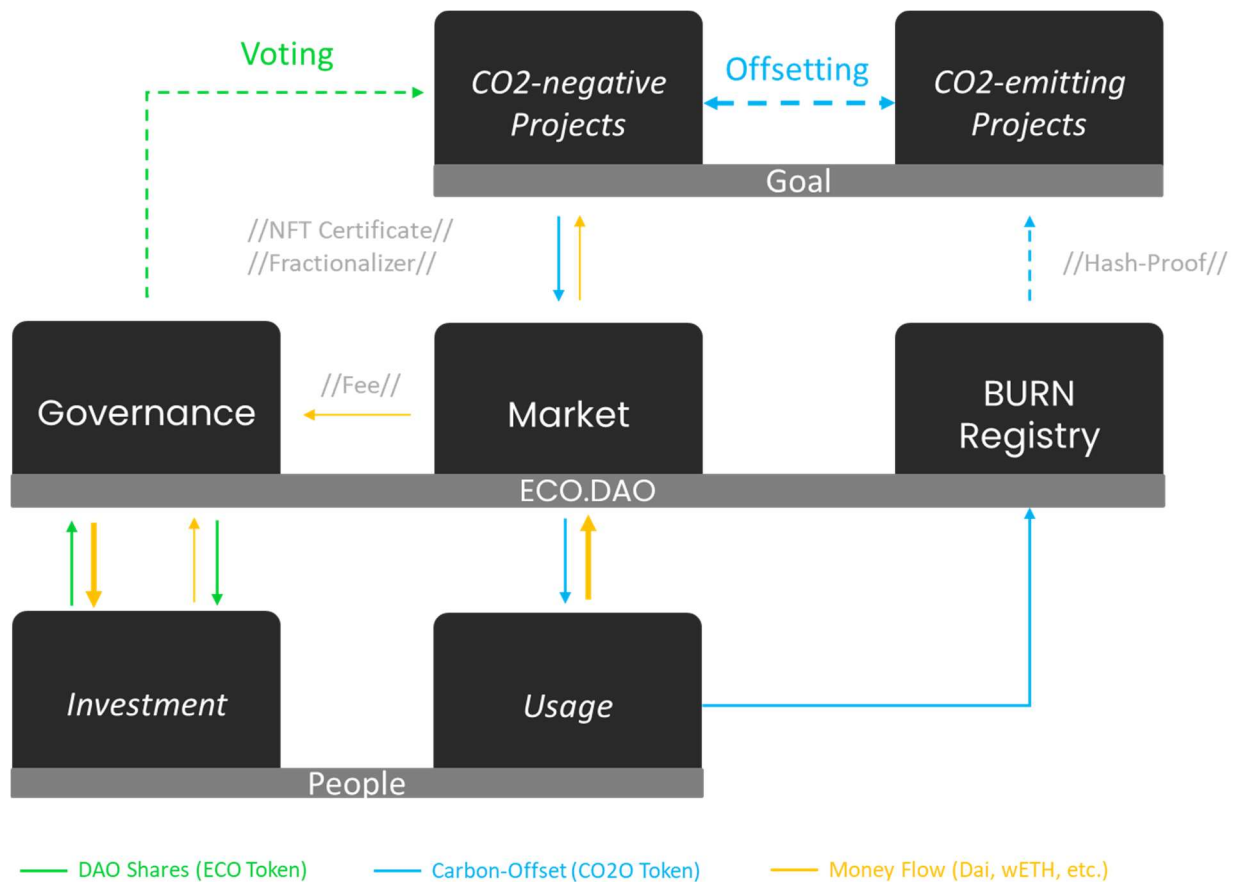 Voting
CO2-negative
Projects
Offsetting
CO2-emitting
Projects
Goal
//NFT Certificate//
//Fractionalizer//
//Hash-Proof//
Governance
//Fee//
Market
BURN
Registry
ECO.DAO
Investment
Usage
People
DAO Shares (ECO Token)
Carbon-Offset (CO2O Token)
Money Flow (Dai, wETH, etc.)